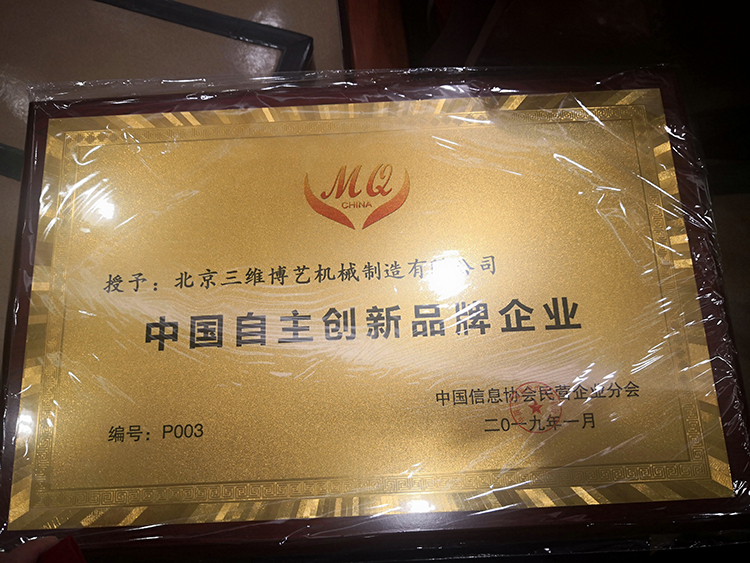 MQ
CHINA
授予：北京三维博艺机械制造有限公司
中国自主创新品牌企业
中国信息协会民营企业分会
编号：P003
二0一九年一月